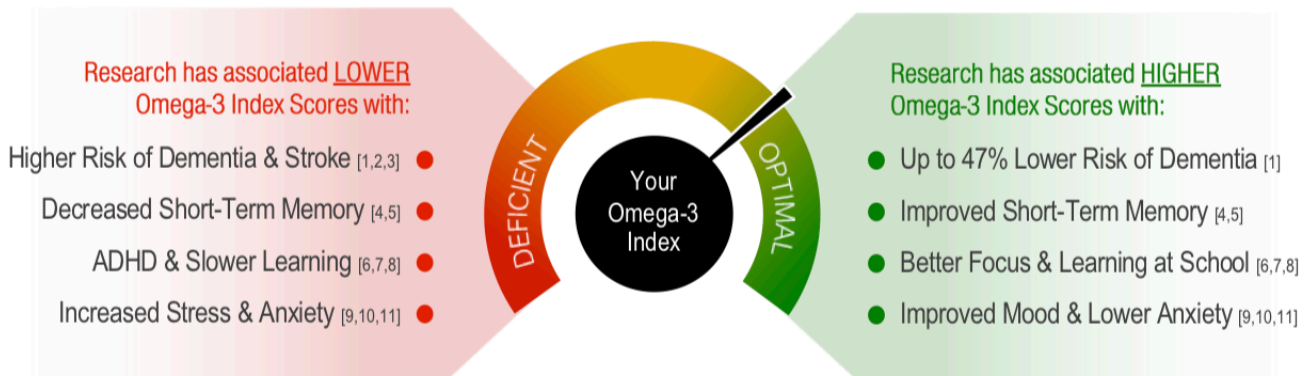 Research has associated LOWER
Omega-3 Index Scores with:
Higher Risk of Dementia & Stroke [1,2,3]
Decreased Short-Term Memory [4,5]
ADHD & Slower Learning [6,7,8]
Increased Stress & Anxiety [9,10,11]
DEFICIENT
Your
Omega-3
Index
OPTIMAL
Research has associated HIGHER
Omega-3 Index Scores with:
Up to 47% Lower Risk of Dementia [1]
Improved Short-Term Memory [4,5]
Better Focus & Learning at School [6,7,8]
Improved Mood & Lower Anxiety [9,10,11]